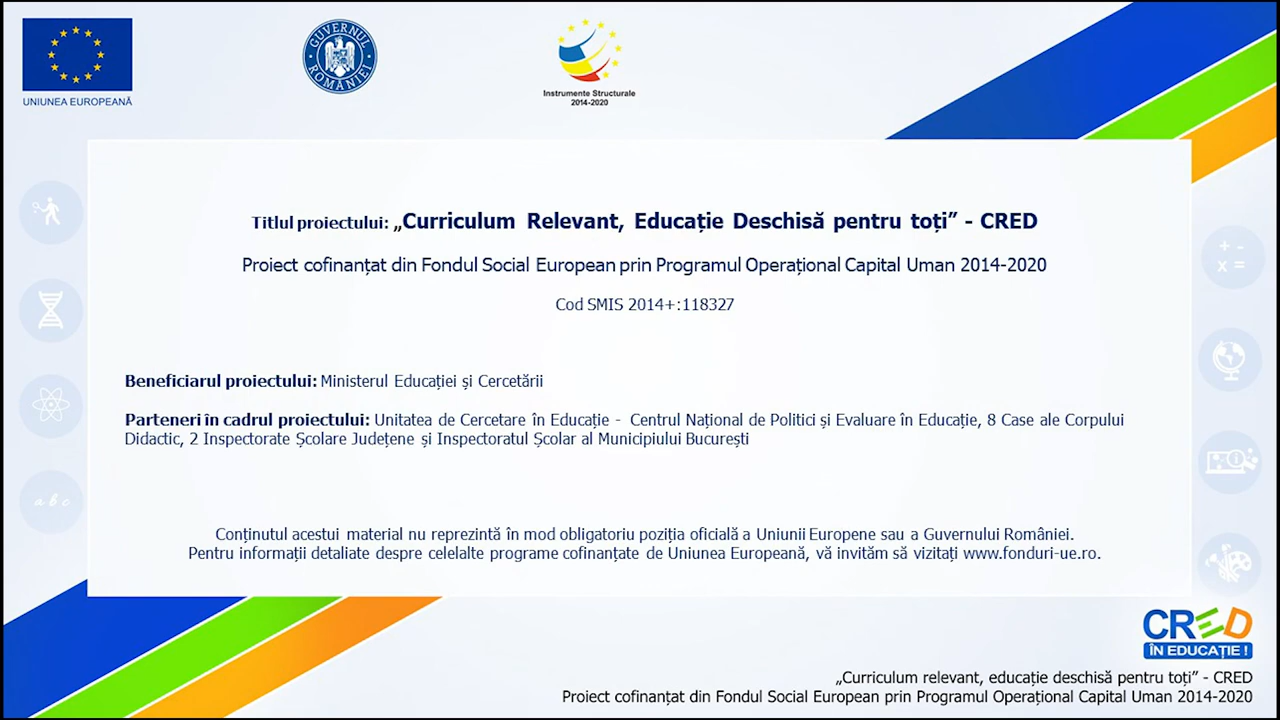 UNIUNEA EUROPEANĂ
GUVERNUL ROMÂNIEI
Instrumente Structurale
2014-2020
Titlul proiectului: „Curriculum Relevant, Educație Deschisă pentru toți” - CRED
Proiect cofinanțat din Fondul Social European prin Programul Operațional Capital Uman 2014-2020
Cod SMIS 2014+:118327
Beneficiarul proiectului: Ministerul Educației și Cercetării
Parteneri în cadrul proiectului: Unitatea de Cercetare în Educație - Centrul Național de Politici și Evaluare în Educație, 8 Case ale Corpului
Didactic, 2 Inspectorate Școlare Județene și Inspectoratul Școlar al Municipiului București
Conținutul acestui material nu reprezintă în mod obligatoriu poziția oficială a Uniunii Europene sau a Guvernului României.
Pentru informații detaliate despre celelalte programe cofinanțate de Uniunea Europeană, vă invităm să vizitați www.fonduri-ue.ro.
+ -
x =
a b c
CRED
ÎN EDUCAȚIE !
„Curriculum relevant, educație deschisă pentru toți” - CRED
Proiect cofinanțat din Fondul Social European prin Programul Operațional Capital Uman 2014-2020